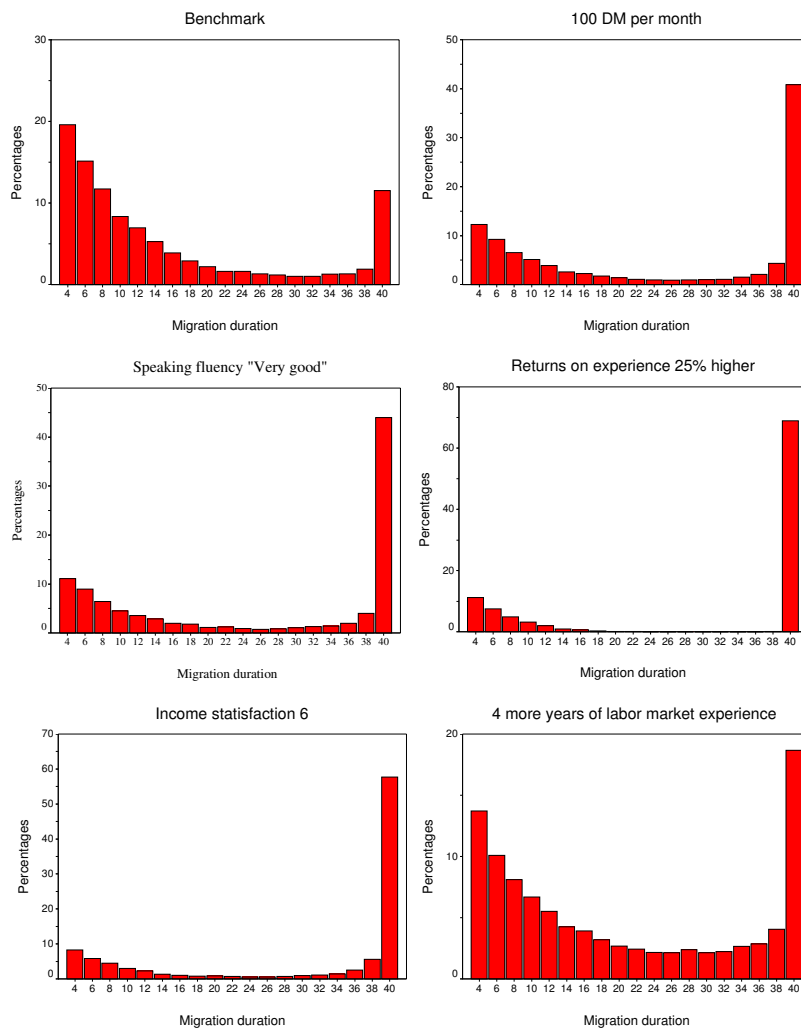 Benchmark
30
20
10
0
Percentages
4 6 8 10 12 14 16 18 20 22 24 26 28 30 32 34 36 38 40
Migration duration
100 DM per month
50
40
30
20
10
0
Percentages
4 6 8 10 12 14 16 18 20 22 24 26 28 30 32 34 36 38 40
Migration duration
Speaking fluency "Very good"
50
40
30
20
10
0
Percentages
4 6 8 10 12 14 16 18 20 22 24 26 28 30 32 34 36 38 40
Migration duration
Returns on experience 25% higher
80
60
40
20
0
Percentages
4 6 8 10 12 14 16 18 20 22 24 26 28 30 32 34 36 38 40
Migration duration
Income statisfaction 6
70
60
50
40
30
20
10
0
Percentages
4 6 8 10 12 14 16 18 20 22 24 26 28 30 32 34 36 38 40
Migration duration
4 more years of labor market experience
20
10
0
Percentages
4 6 8 10 12 14 16 18 20 22 24 26 28 30 32 34 36 38 40
Migration duration